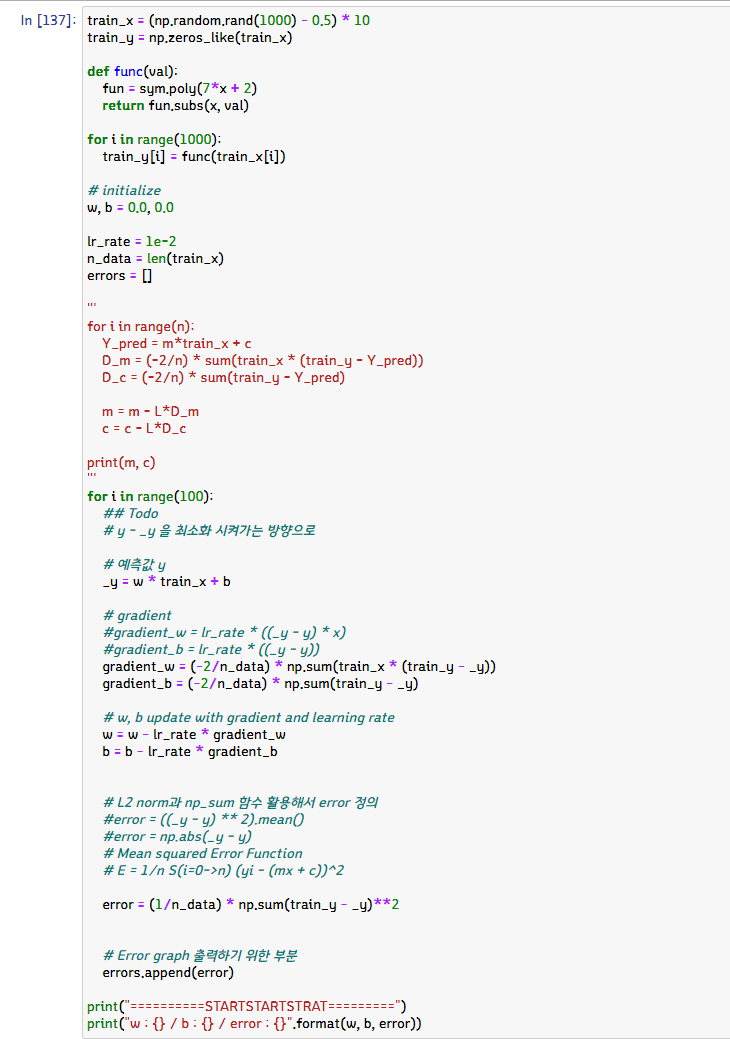 In [137]: train_x = (np.random.rand(1000) - 0.5) * 10
train_y = np.zeros_like(train_x)
def func(val):
fun = sym.poly(7*x + 2)
return fun.subs(x, val)
for i in range(1000):
train_y[i] = func(train_x[i])
# initialize
w, b = 0.0, 0.0
lr_rate = 1e-2
n_data = len(train_x)
errors = []
'''
for i in range(n):
Y_pred = m*train_x + c
D_m = (-2/n) * sum(train_x * (train_y - Y_pred))
D_c = (-2/n) * sum(train_y - Y_pred)
m = m - L*D_m
c = c - L*D_c
print(m, c)
'''
for i in range(100):
## Todo
# y - _y 을 최소화 시켜가는 방향으로
# 예측값 y
_y = w * train_x + b
# gradient
#gradient_w = lr_rate * ((_y - y) * x)
#gradient_b = lr_rate * ((_y - y))
gradient_w = (-2/n_data) * np.sum(train_x * (train_y - _y))
gradient_b = (-2/n_data) * np.sum(train_y - _y)
# w, b update with gradient and learning rate
w = w - lr_rate * gradient_w
b = b - lr_rate * gradient_b
# L2 norm과 np_sum 함수 활용해서 error 정의
#error = ((_y - y) ** 2).mean()
#error = np.abs(_y - y)
# Mean squared Error Function
# E = 1/n S(i=0->n) (yi - (mx + c))^2
error = (1/n_data) * np.sum(train_y - _y)**2
# Error graph 출력하기 위한 부분
errors.append(error)
print("==========STARTSTARTSTRAT=========")
print("w : {} / b : {} / error : {}".format(w, b, error))